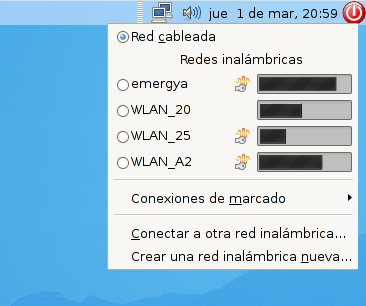 jue 1 de mar, 20:59
Red cableada
Redes inalámbricas
emergya
WLAN_20
WLAN_25
WLAN_A2
Conexiones de marcado
Conectar a otra red inalámbrica...
Crear una red inalámbrica nueva...